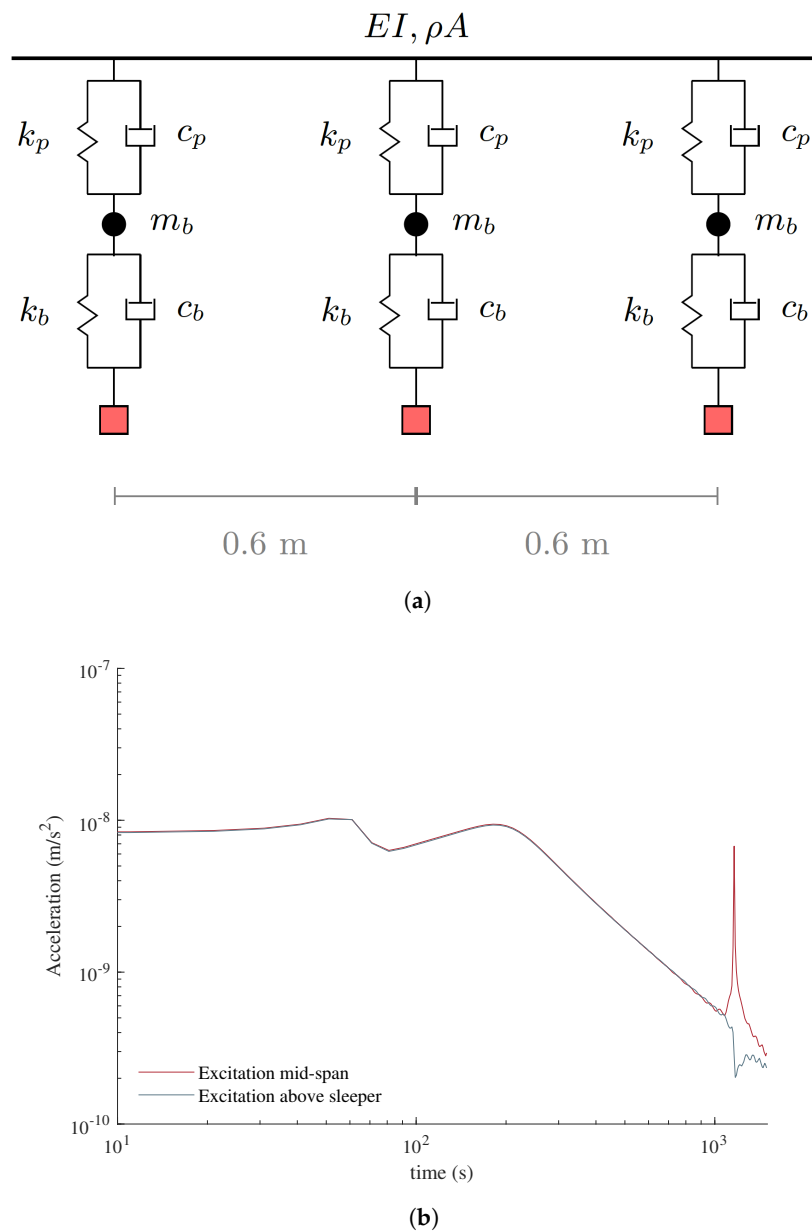 EI, ρA
k_p c_p k_p c_p k_p c_p
m_b m_b m_b
k_b c_b k_b c_b k_b c_b
0.6 m 0.6 m
(a)
10^-7
10^-8
10^-9
10^-10
Acceleration (m/s^2)
Excitation mid-span
Excitation above sleeper
10^1 10^2 10^3
time (s)
(b)